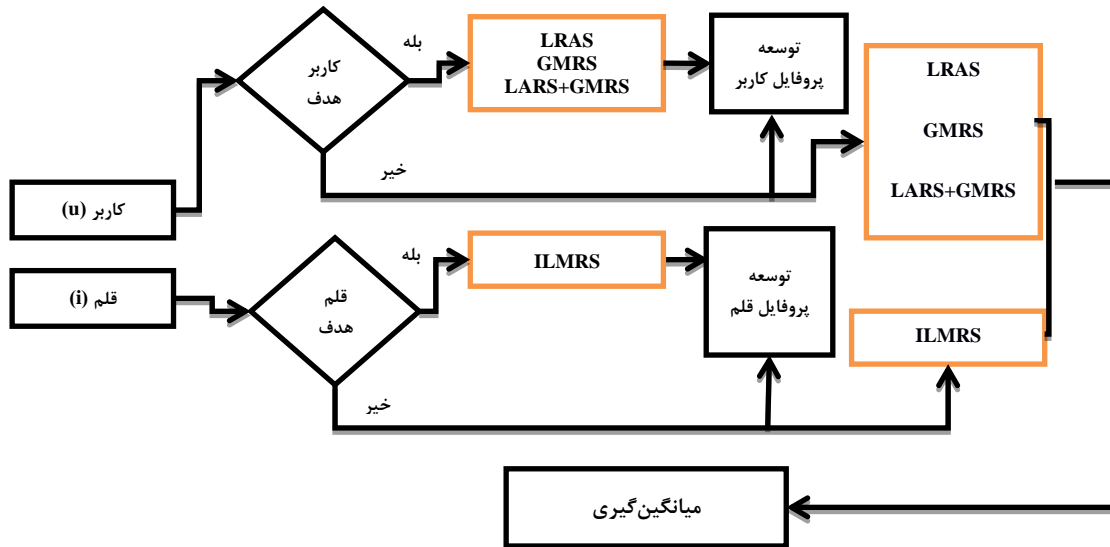 بله
کاربر
هدف
LRAS
GMRS
LARS+GMRS
توسعه
پروفایل کاربر
LRAS
GMRS
LARS+GMRS
خیر
کاربر (u)
بله
قلم (i)
قلم
هدف
ILMRS
توسعه
پروفایل قلم
ILMRS
خیر
میانگین‌گیری